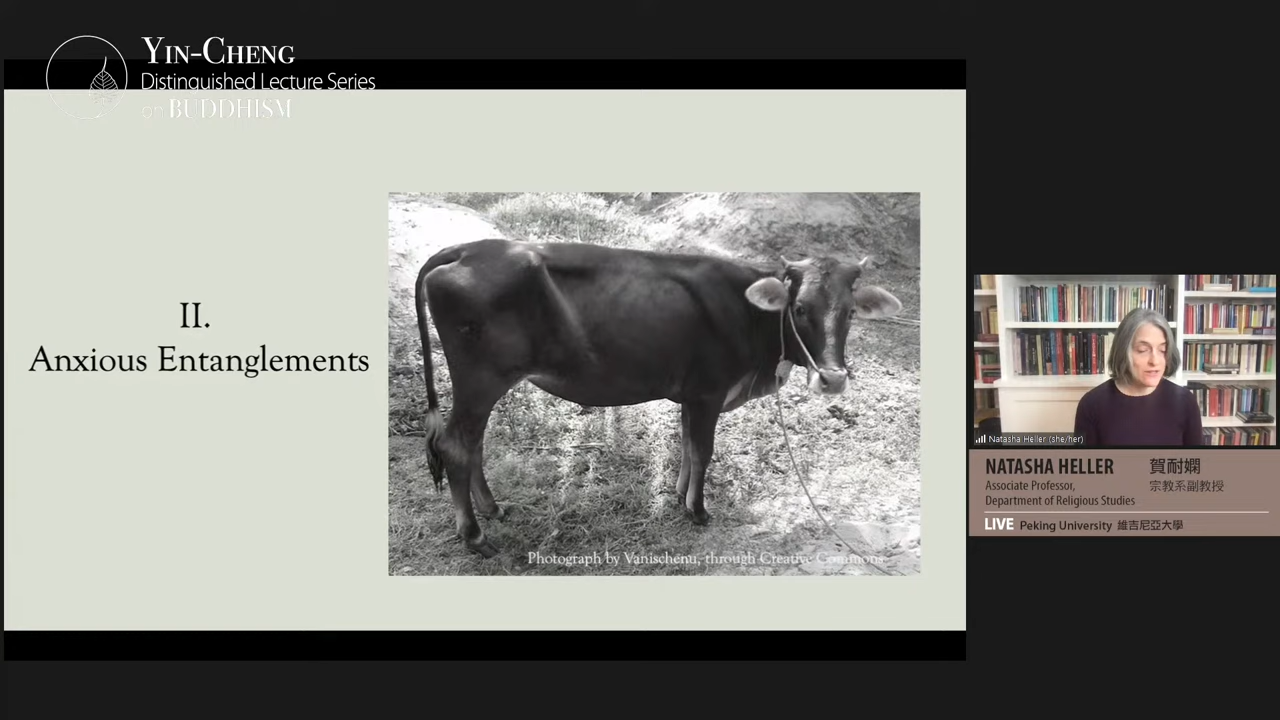 YIN-CHENG
Distinguished Lecture Series
on BUDDHISM
II.
Anxious Entanglements
Photograph by Vanischenu, through Creative Commons
Natasha Heller (she/her)
NATASHA HELLER 賀耐嫻
Associate Professor, 宗教系副教授
Department of Religious Studies
LIVE Peking University 維吉尼亞大學